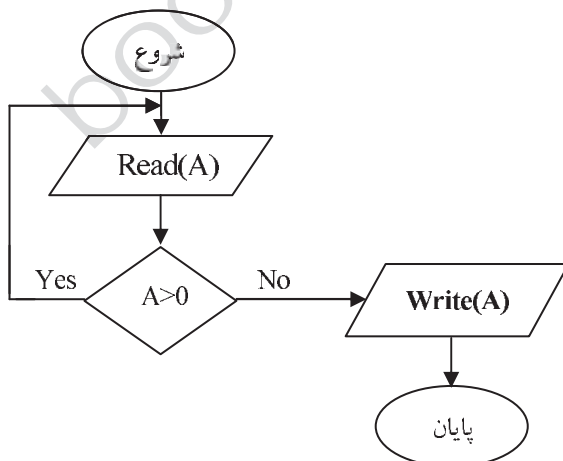 شروع
Read(A)
Yes
A>0
No
Write(A)
پایان